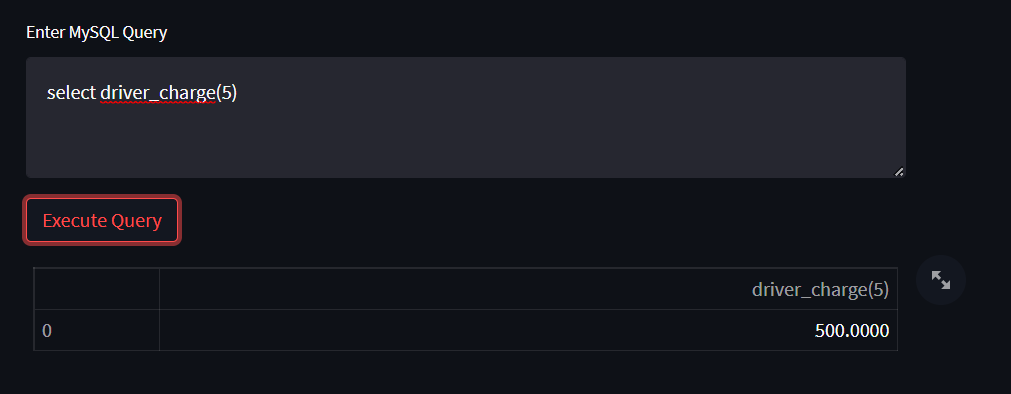 Enter MySQL Query
select driver_charge(5)
Execute Query
driver_charge(5)
0 500.0000